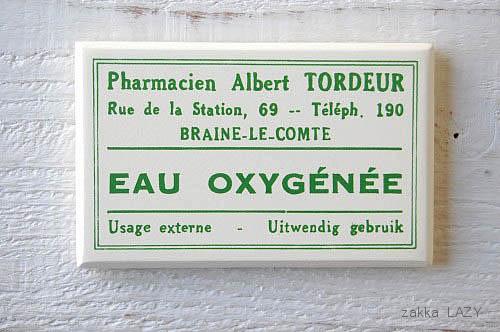 Pharmacien Albert TORDEUR
Rue de la Station, 69 -- Téléph. 190
BRAINE-LE-COMTE
EAU OXYGÉNÉE
Usage externe - Uitwendig gebruik
zakka LAZY